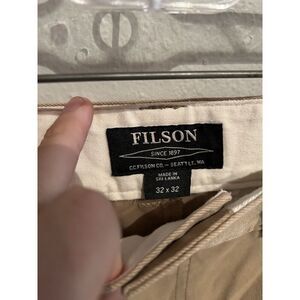 FILSON
SINCE 1897
C.C. FILSON CO. – SEATTLE, WA
MADE IN
SRI LANKA
32 x 32